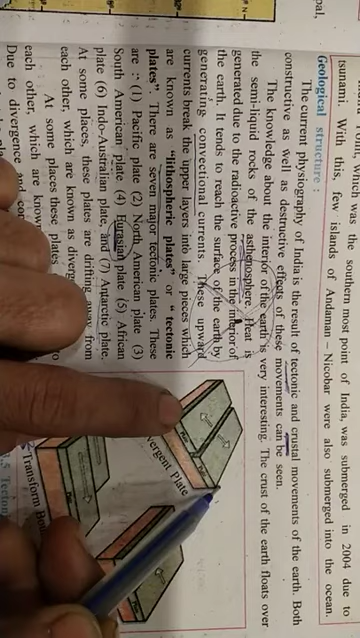 pal,
which was the southern most point of India, was submerged in 2004 due to
tsunami. With this, few islands of Andaman – Nicobar were also submerged into the ocean.
Geological structure :
The current physiography of India is the result of tectonic and crustal movements of the earth. Both
constructive as well as destructive effects of these movements can be seen.
The knowledge about the interior of the earth is very interesting. The crust of the earth floats over
the semi-liquid rocks of the asthenosphere. Heat is
generated due to the radioactive process in the interior of
the earth. It tends to reach the surface of the earth by
generating convectional currents. These upward
currents break the upper layers into large pieces which
are known as "lithospheric plates" or "tectonic
plates". There are seven major tectonic plates. These
are : (1) Pacific plate (2) North American plate (3)
South American plate (4) Eurasian plate (5) African
plate (6) Indo-Australian plate, and (7) Antarctic plate.
At some places, these plates are drifting away from
each other, which are known as
At some places these plates
each other, which are know
Due to divergence and con
vergent Plate
Transform Bou